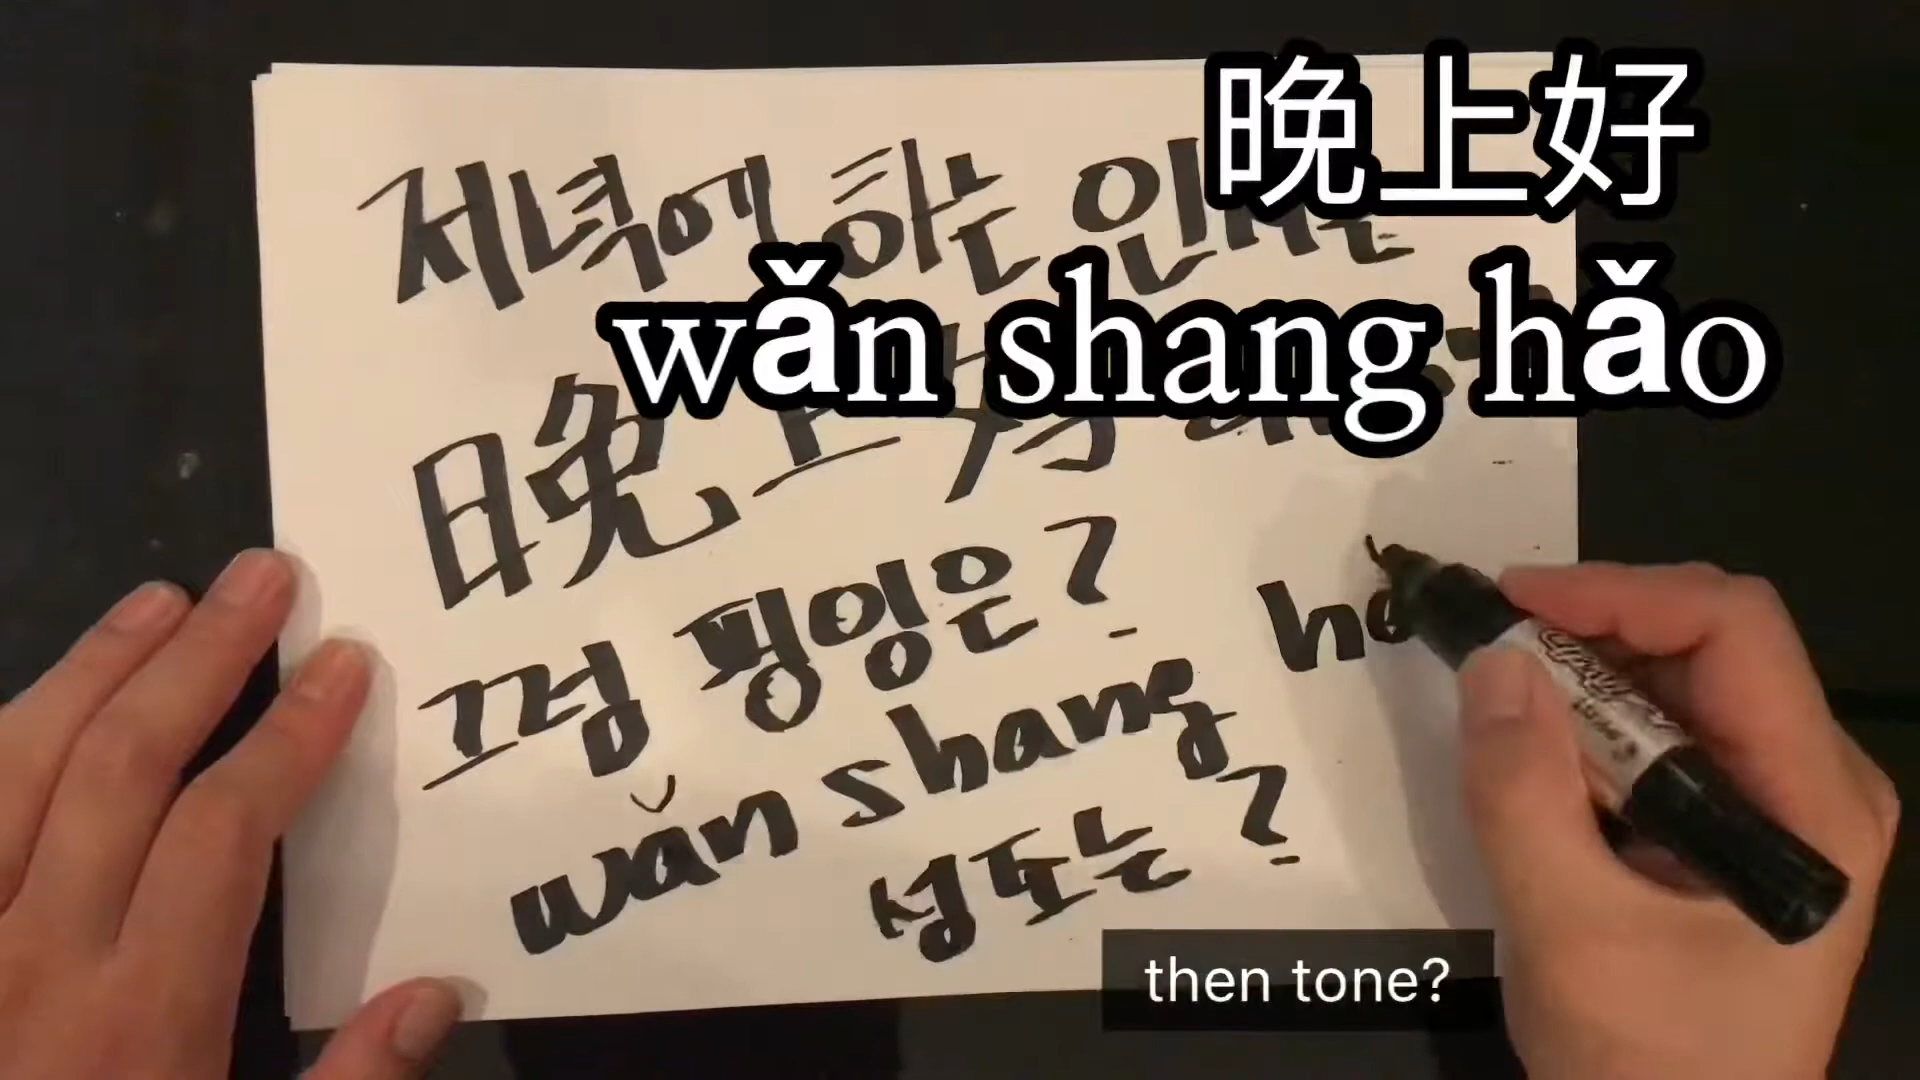 晚上好
저녁에 하는 인사는
wǎn shang hǎo
晚上好
그럼 핑잉은?
wǎn shang ha
성도는?
then tone?